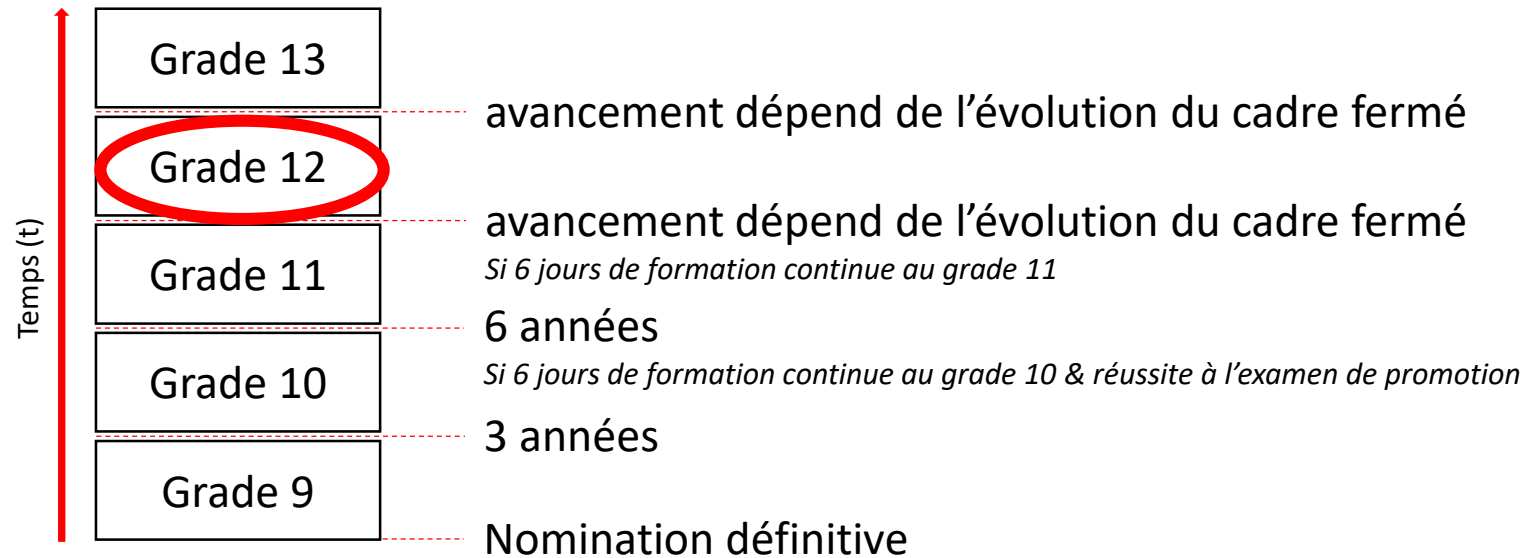 Temps (t)
Grade 13
avancement dépend de l’évolution du cadre fermé
Grade 12
avancement dépend de l’évolution du cadre fermé
Si 6 jours de formation continue au grade 11
Grade 11
6 années
Si 6 jours de formation continue au grade 10 & réussite à l’examen de promotion
Grade 10
3 années
Grade 9
Nomination définitive